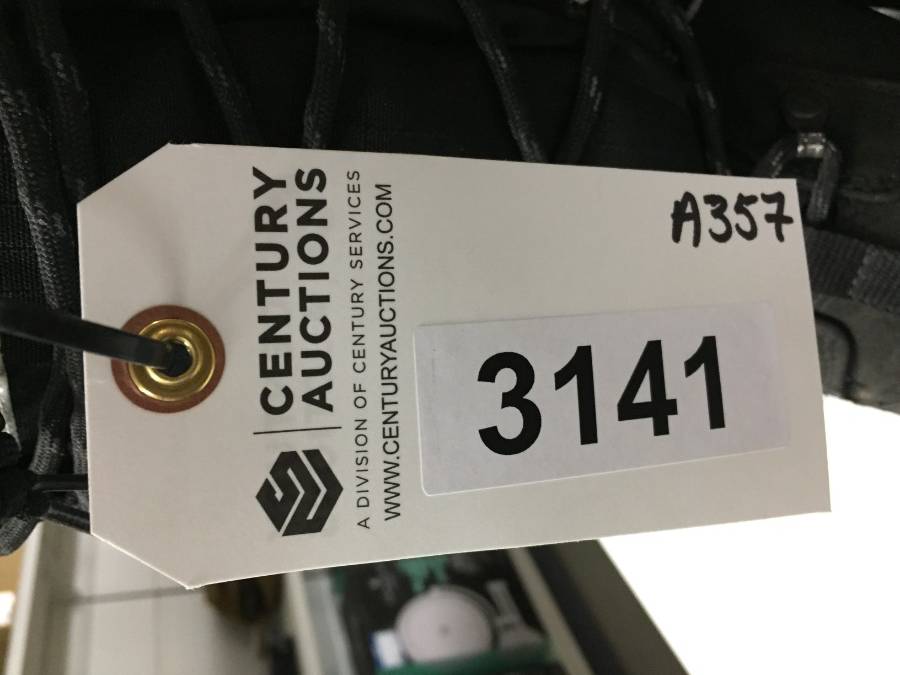 CENTURY
AUCTIONS
A DIVISION OF CENTURY SERVICES
WWW.CENTURYAUCTIONS.COM
A357
3141